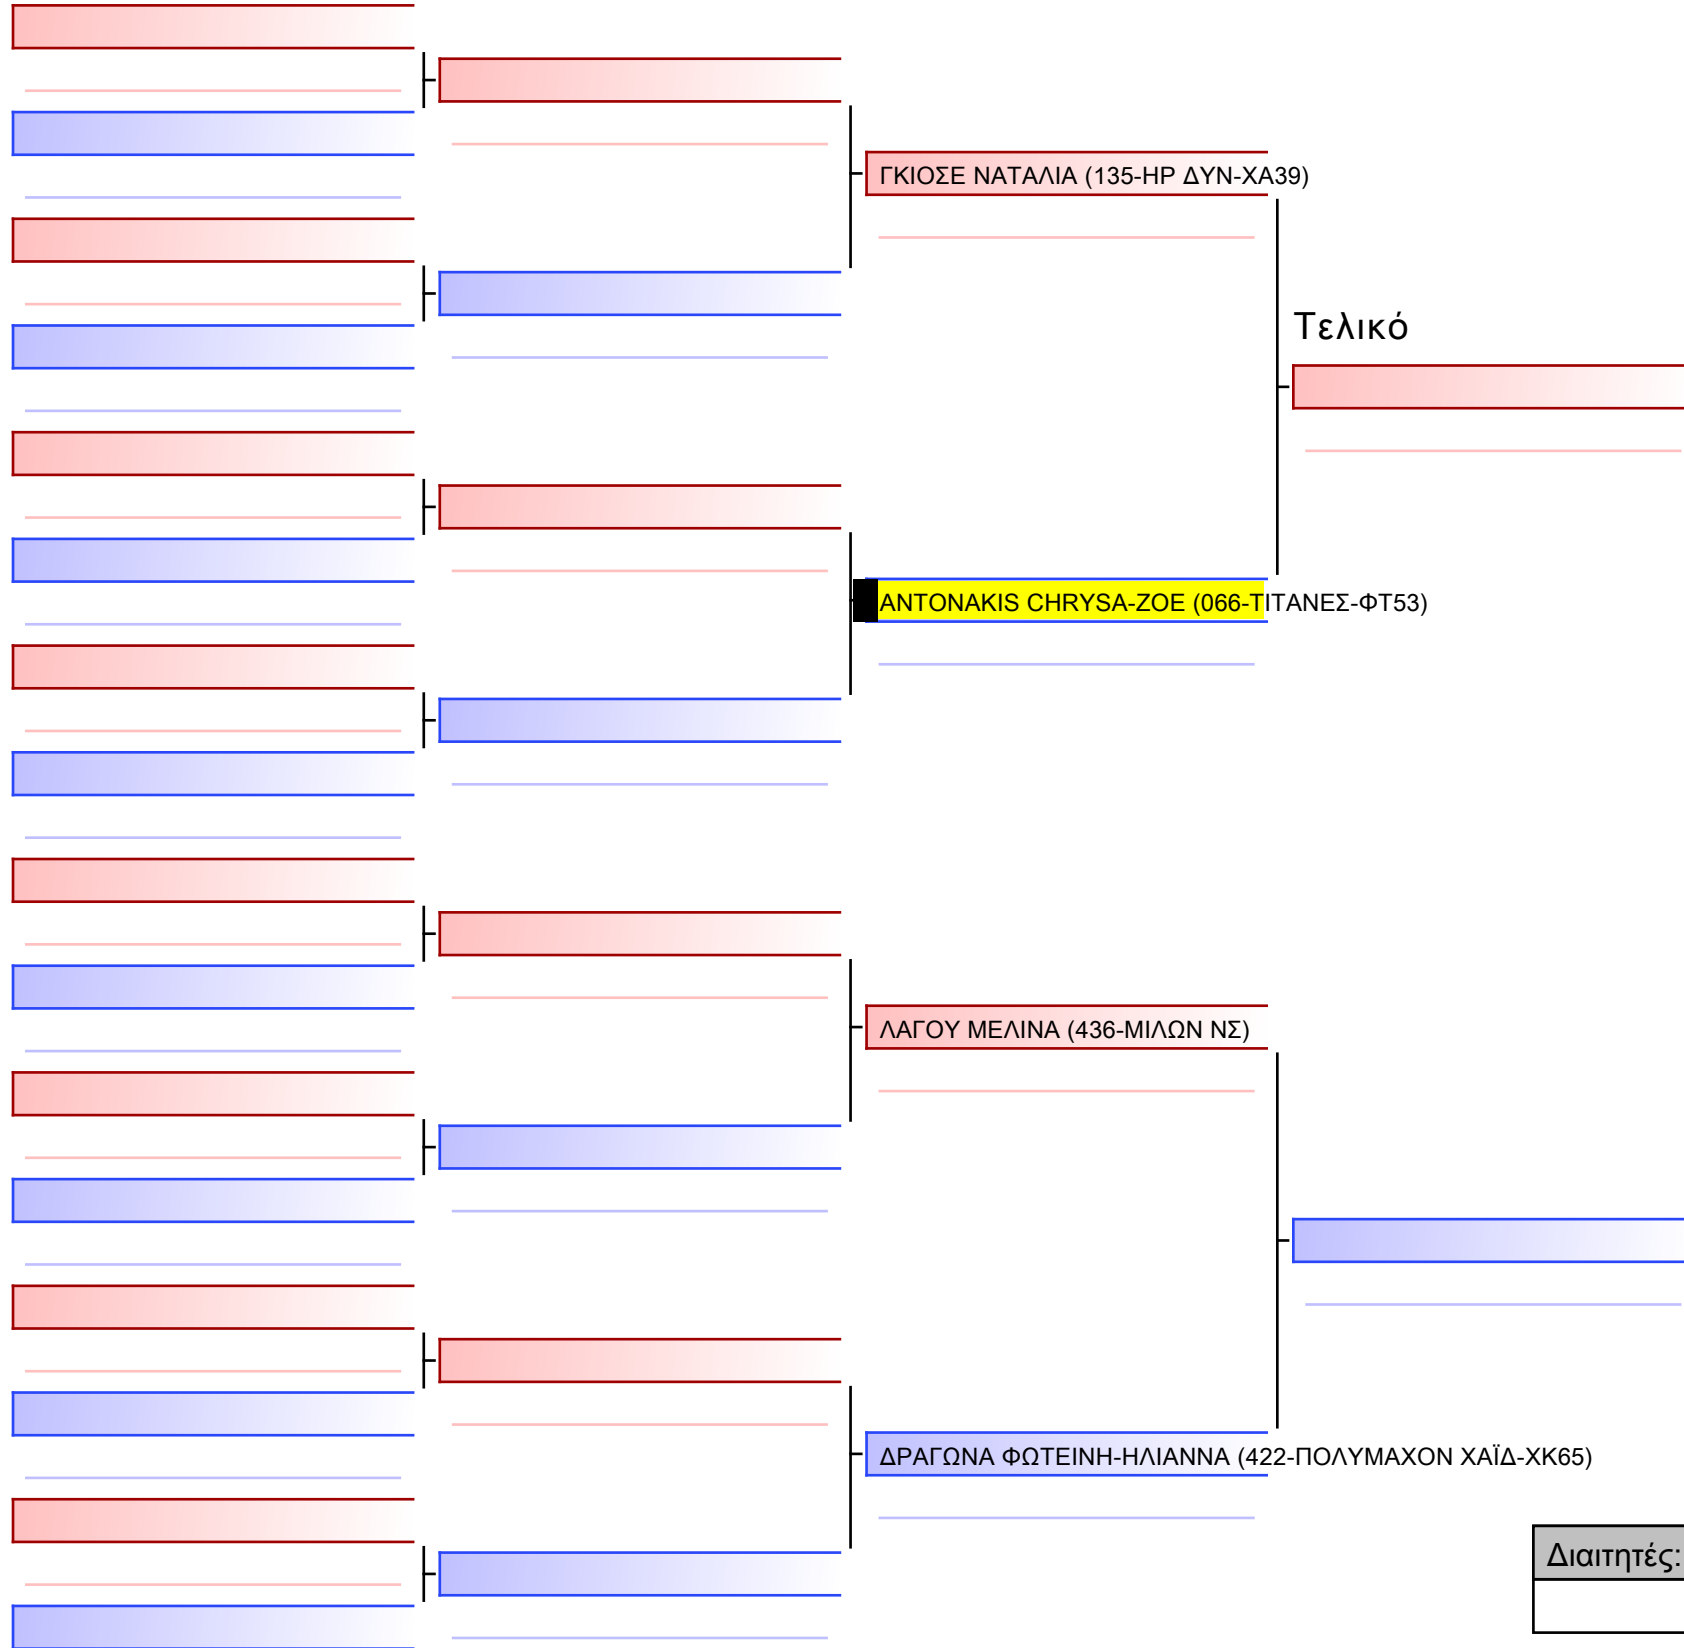 ΓΚΙΟΣΕ ΝΑΤΑΛΙΑ (135-ΗΡ ΔΥΝ-ΧΑ39)
Τελικό
ANTONAKIS CHRYSA-ZOE (066-ΤΙΤΑΝΕΣ-ΦΤ53)
ΛΑΓΟΥ ΜΕΛΙΝΑ (436-ΜΙΛΩΝ ΝΣ)
ΔΡΑΓΩΝΑ ΦΩΤΕΙΝΗ-ΗΛΙΑΝΝΑ (422-ΠΟΛΥΜΑΧΟΝ ΧΑΪΔ-ΧΚ65)
Διαιτητές: